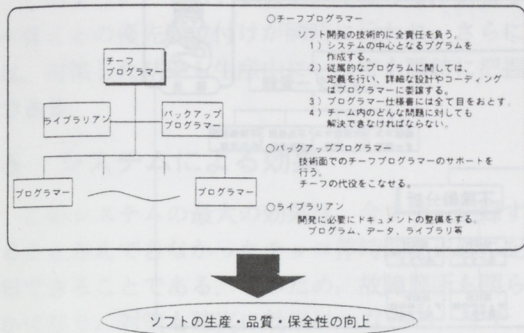 チーフ
プログラマー
ライブラリアン
バックアップ
プログラマー
プログラマー
プログラマー
○チーフプログラマー
ソフト開発の技術的に全責任を負う。
1）システムの中心となるプグラムを
作成する。
2）従属的なプログラムに関しては、
定義を行い、詳細な設計やコーディング
はプログラマーに委譲する。
3）プログラマー仕様書には全て目をおとす。
4）チーム内のどんな問題に対しても
解決できなければならない。
○バックアッププログラマー
技術面でのチーフプログラマーのサポートを
行う。
チーフの代役をこなせる。
○ライブラリアン
開発に必要にドキュメントの整備をする。
プログラム、データ、ライブラリ等
ソフトの生産・品質・保全性の向上